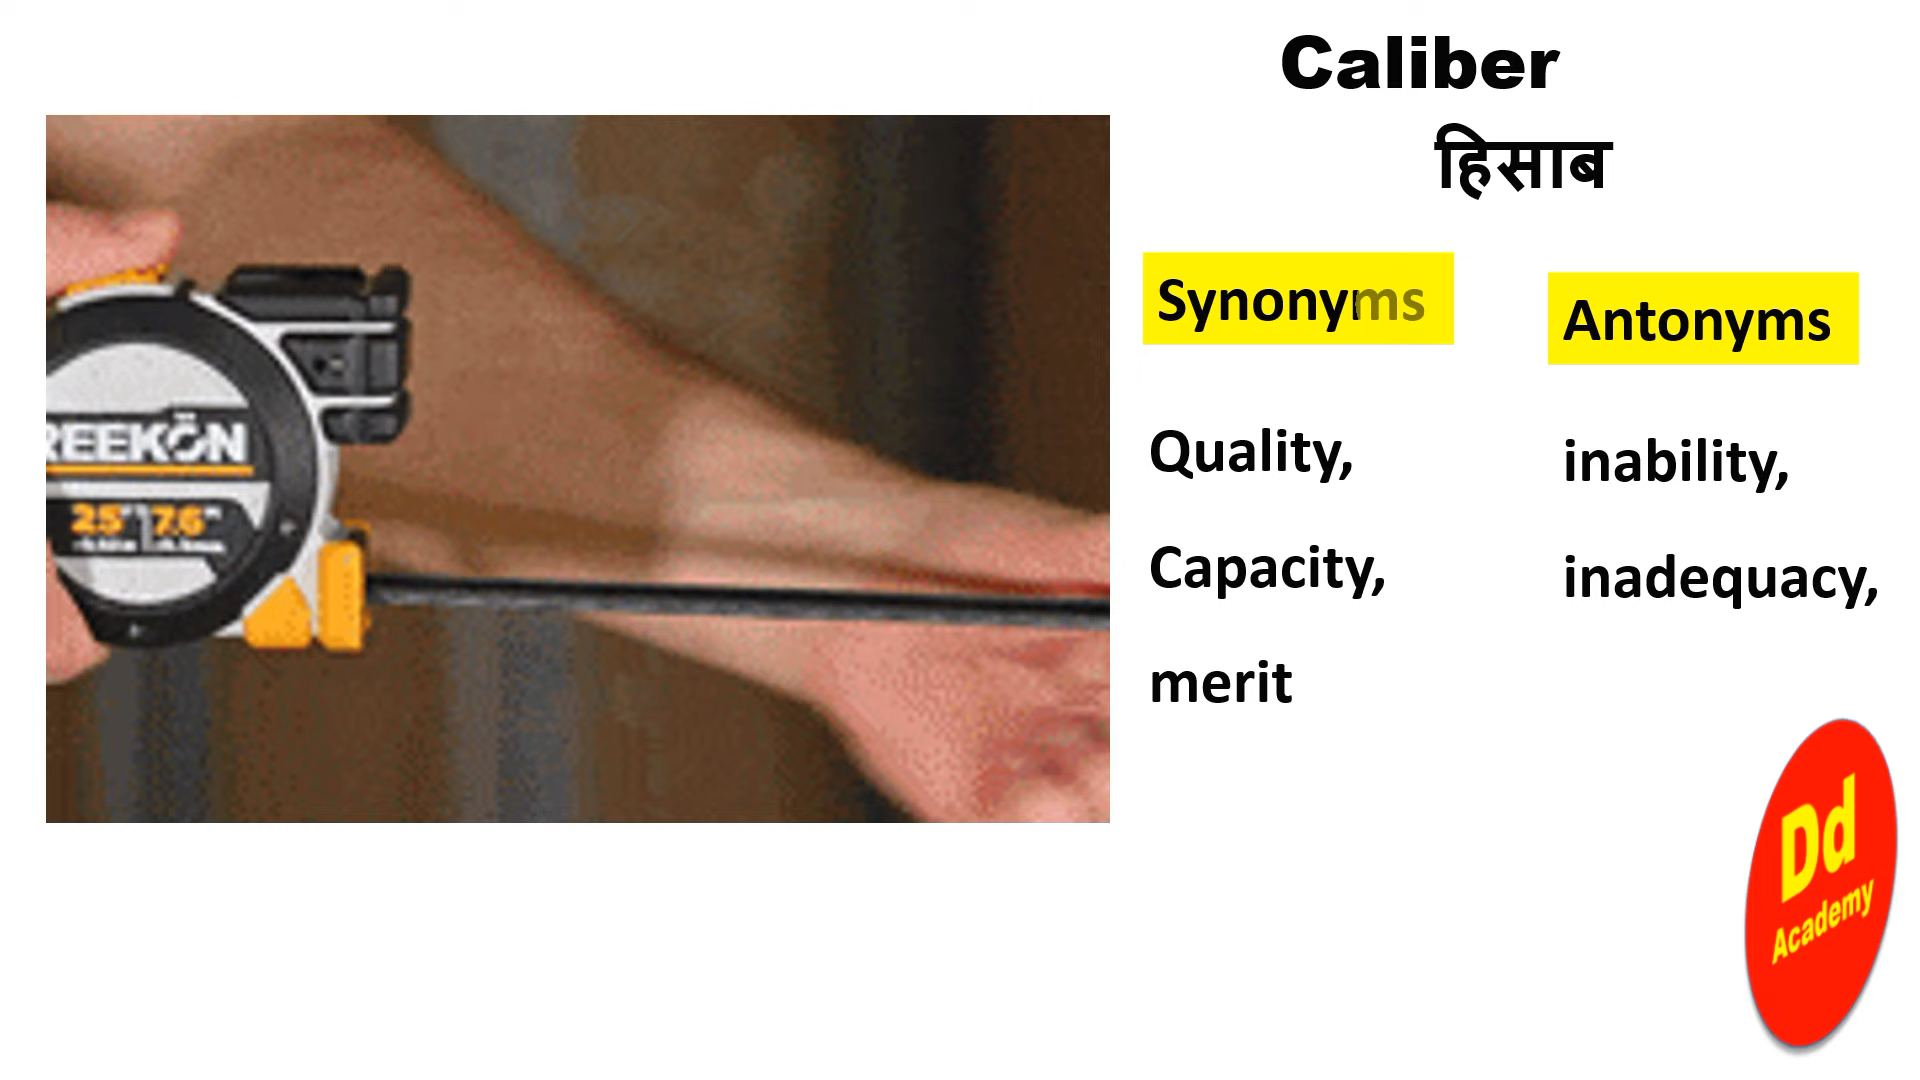 Caliber
हिसाब
Synonyms
Antonyms
Quality,
Capacity,
merit
inability,
inadequacy,
REEKON
25' 7.6m
Dd
Academy